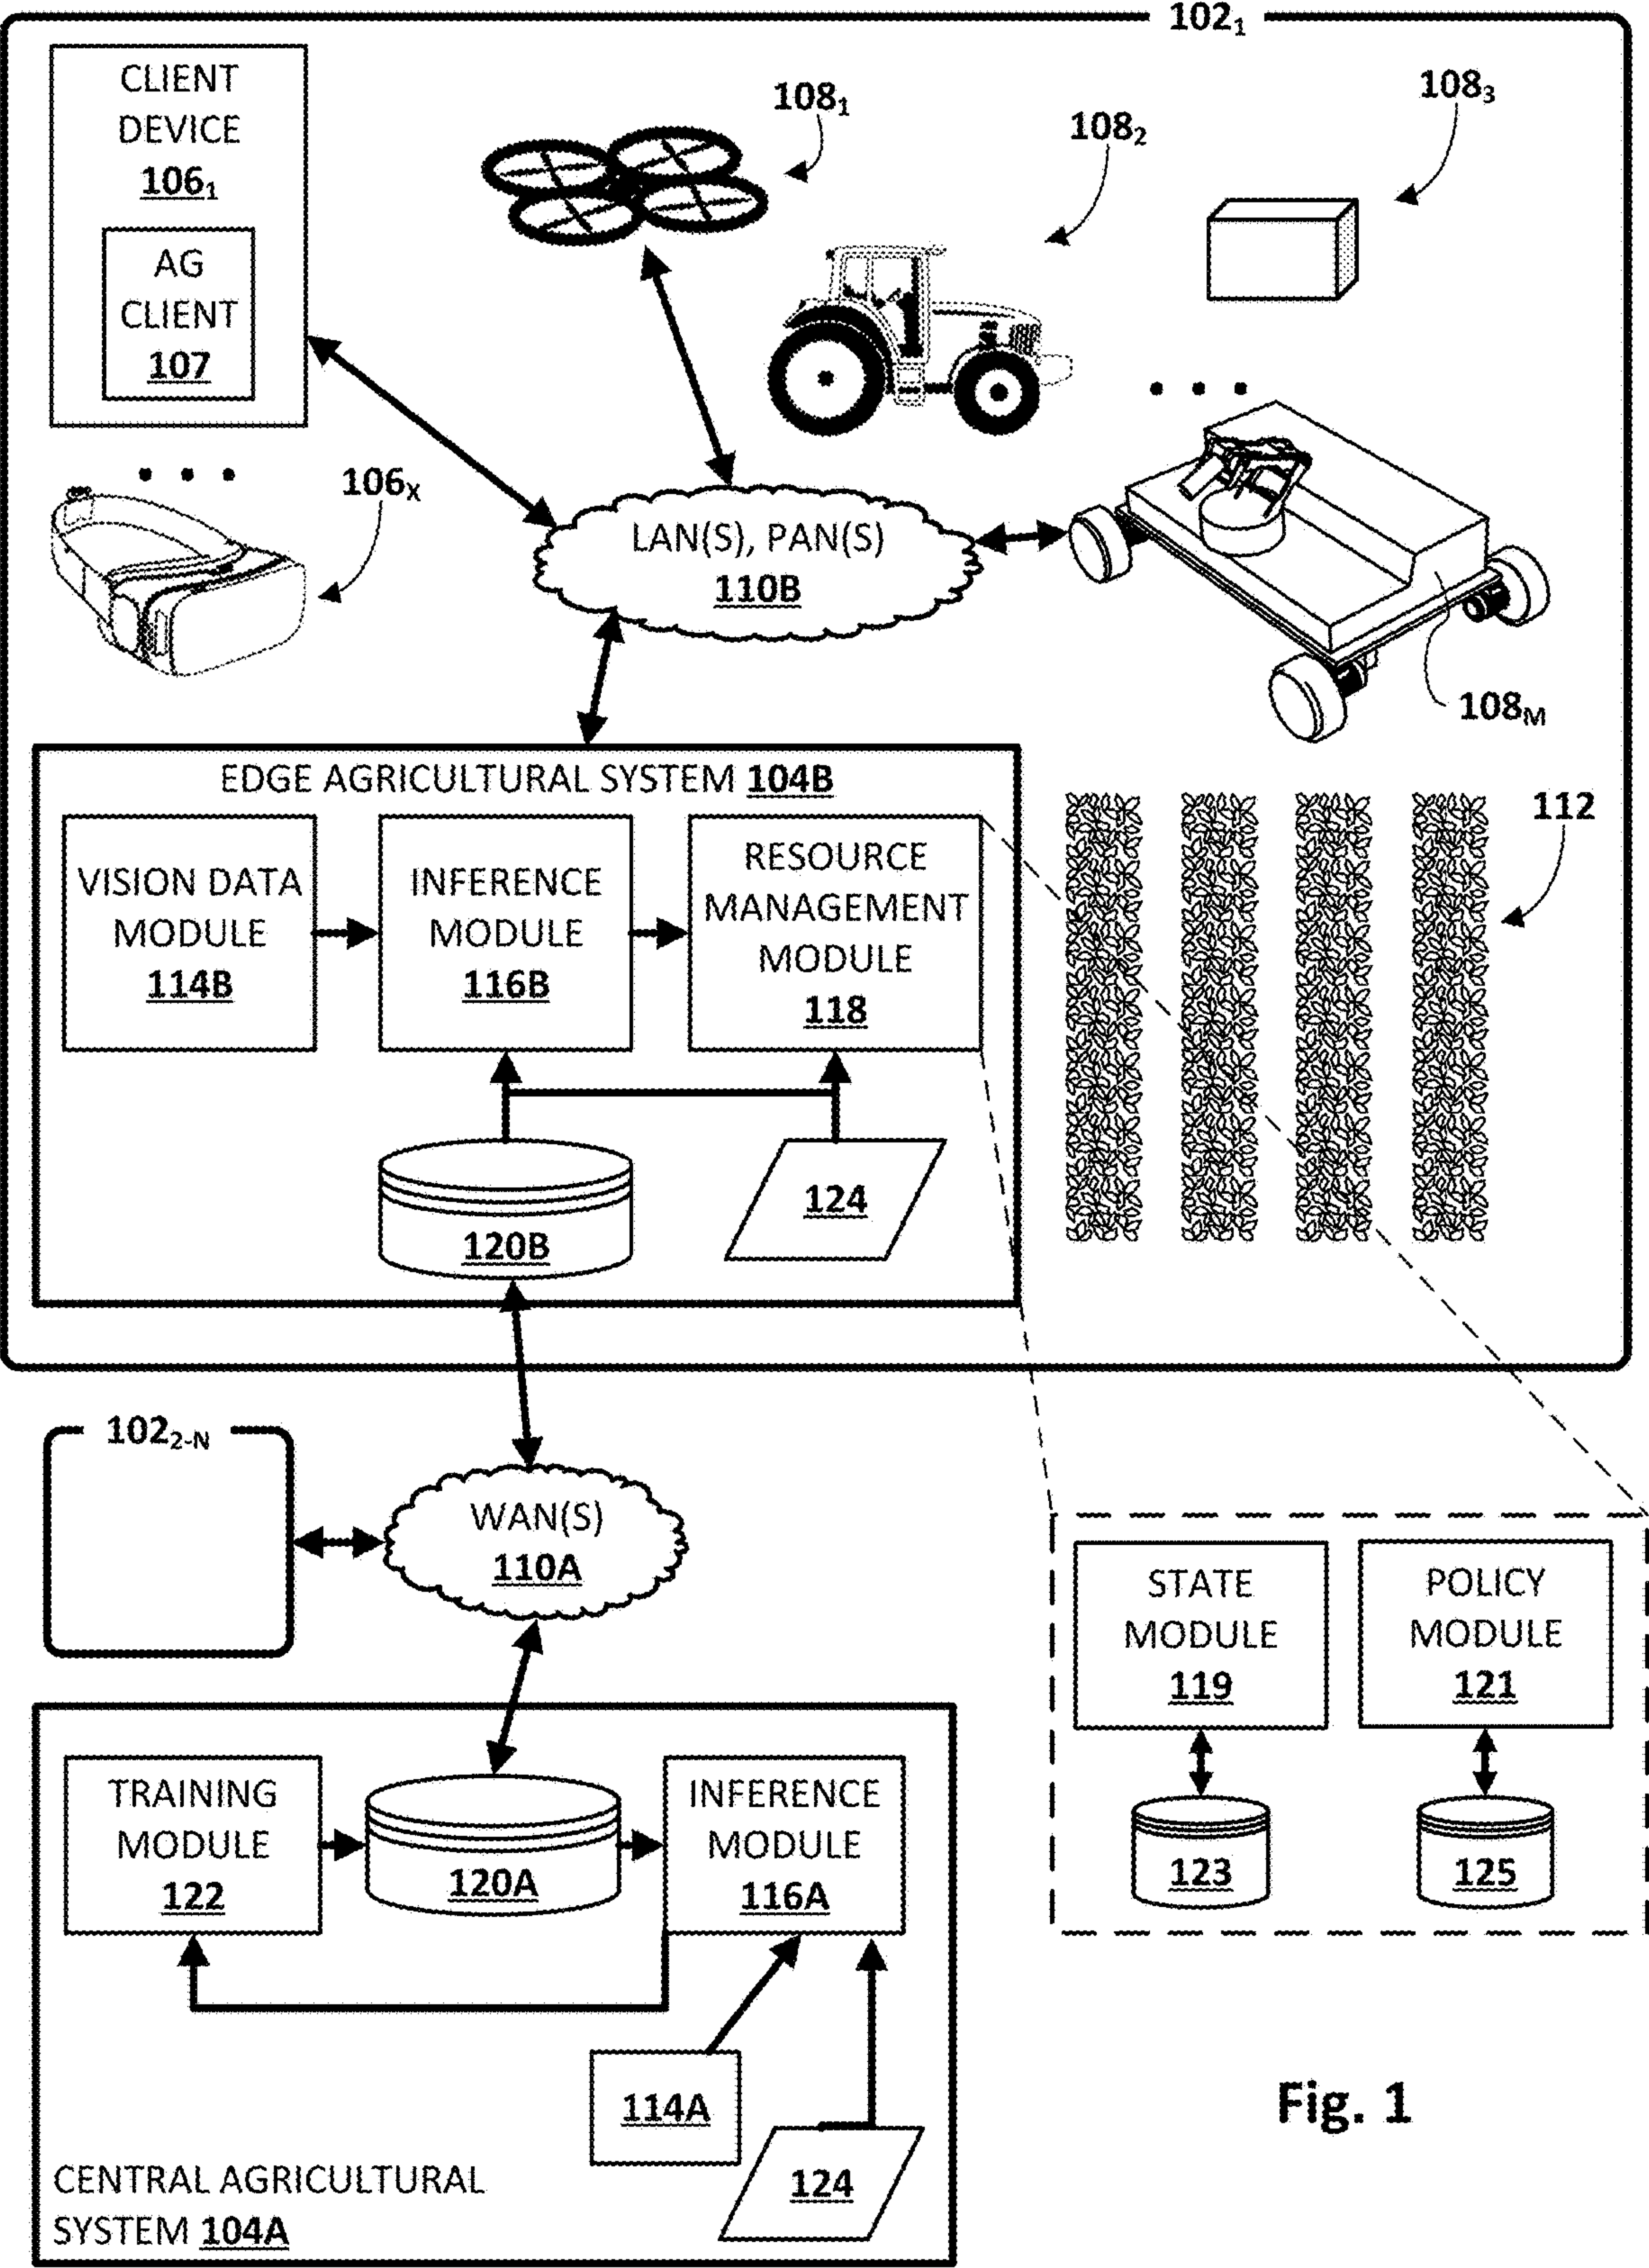 102₁
CLIENT
DEVICE
106₁
AG
CLIENT
107
108₁
108₂
108₃
106ₓ
LAN(S), PAN(S)
110B
108M
EDGE AGRICULTURAL SYSTEM 104B
VISION DATA
MODULE
114B
INFERENCE
MODULE
116B
RESOURCE
MANAGEMENT
MODULE
118
112
120B
124
102₂₋N
WAN(S)
110A
STATE
MODULE
119
POLICY
MODULE
121
123
125
TRAINING
MODULE
122
120A
INFERENCE
MODULE
116A
114A
124
CENTRAL AGRICULTURAL
SYSTEM 104A
Fig. 1